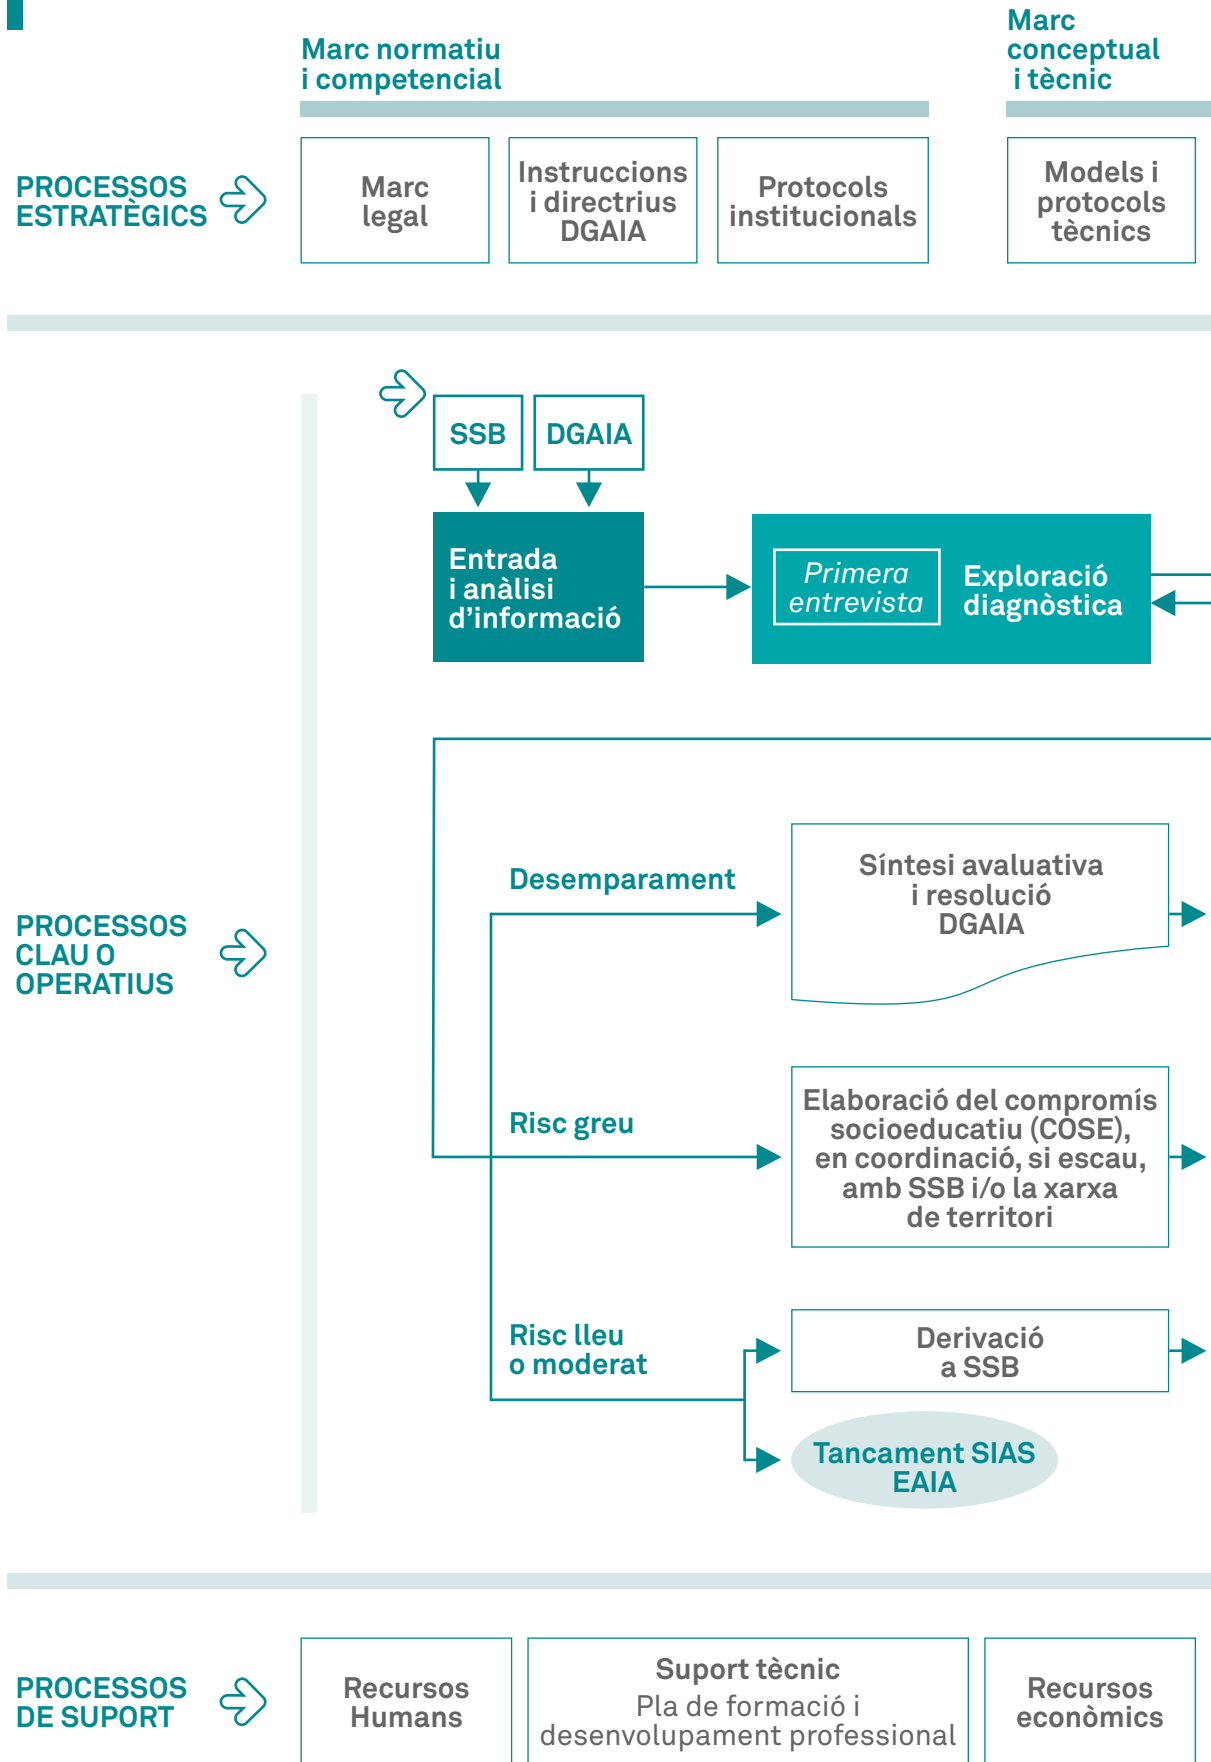 Marc normatiu
i competencial
Marc
conceptual
i tècnic
PROCESSOS
ESTRATÈGICS
Marc
legal
Instruccions
i directrius
DGAIA
Protocols
institucionals
Models i
protocols
tècnics
SSB
DGAIA
Entrada
i anàlisi
d'informació
Primera
entrevista
Exploració
diagnòstica
PROCESSOS
CLAU O
OPERATIUS
Desemparament
Síntesi avaluativa
i resolució
DGAIA
Risc greu
Elaboració del compromís
socioeducatiu (COSE),
en coordinació, si escau,
amb SSB i/o la xarxa
de territori
Risc lleu
o moderat
Derivació
a SSB
Tancament SIAS
EAIA
PROCESSOS
DE SUPORT
Recursos
Humans
Suport tècnic
Pla de formació i
desenvolupament professional
Recursos
econòmics